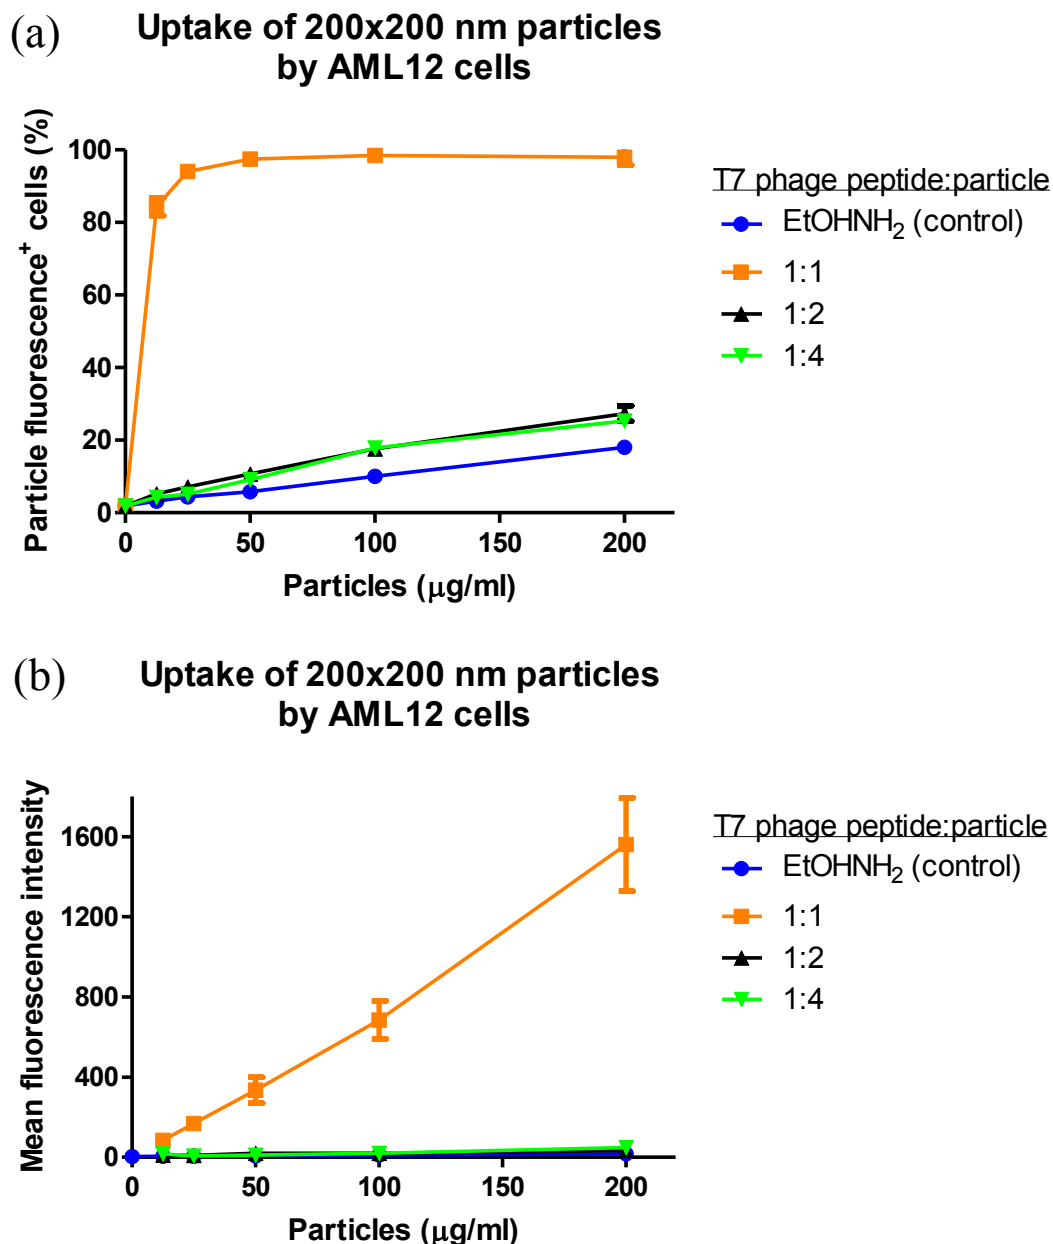 (a)
Uptake of 200x200 nm particles
by AML12 cells
Particle fluorescence⁺ cells (%)
100
80
60
40
20
0
0
50
100
150
200
Particles (μg/ml)
T7 phage peptide:particle
EtOHNH₂ (control)
1:1
1:2
1:4
(b)
Uptake of 200x200 nm particles
by AML12 cells
Mean fluorescence intensity
1600
1200
800
400
0
0
50
100
150
200
Particles (μg/ml)
T7 phage peptide:particle
EtOHNH₂ (control)
1:1
1:2
1:4